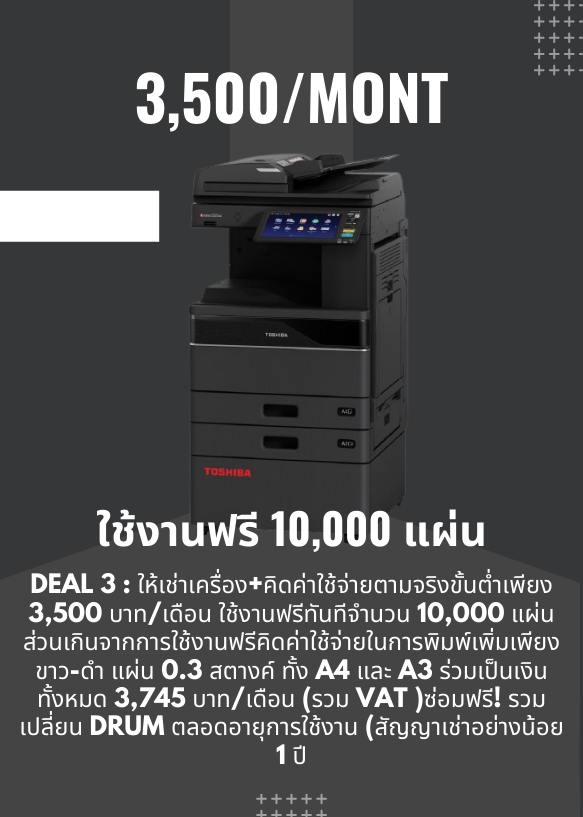 3,500/MONT
TOSHIBA
TOSHIBA
ใช้งานฟรี 10,000 แผ่น
DEAL 3 : ให้เช่าเครื่อง+คิดค่าใช้จ่ายตามจริงขั้นต่ำเพียง
3,500 บาท/เดือน ใช้งานฟรีทันทีจำนวน 10,000 แผ่น
ส่วนเกินจากการใช้งานฟรีคิดค่าใช้จ่ายในการพิมพ์เพิ่มเพียง
ขาว-ดำ แผ่น 0.3 สตางค์ ทั้ง A4 และ A3 ร่วมเป็นเงิน
ทั้งหมด 3,745 บาท/เดือน (รวม VAT )ซ่อมฟรี! รวม
เปลี่ยน DRUM ตลอดอายุการใช้งาน (สัญญาเช่าอย่างน้อย
1 ปี